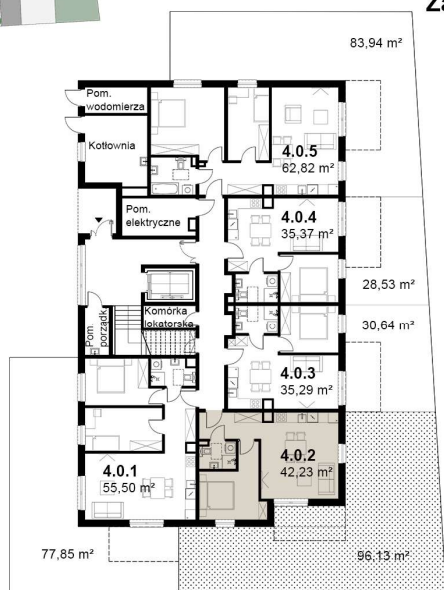 Za
83,94 m²
Pom.
wodomierza
Kotłownia
4.0.5
62,82 m²
Pom.
elektryczne
4.0.4
35,37 m²
28,53 m²
Komórka
lokatorska
Pom.
porządk.
30,64 m²
4.0.3
35,29 m²
4.0.1
55,50 m²
4.0.2
42,23 m²
77,85 m²
96,13 m²